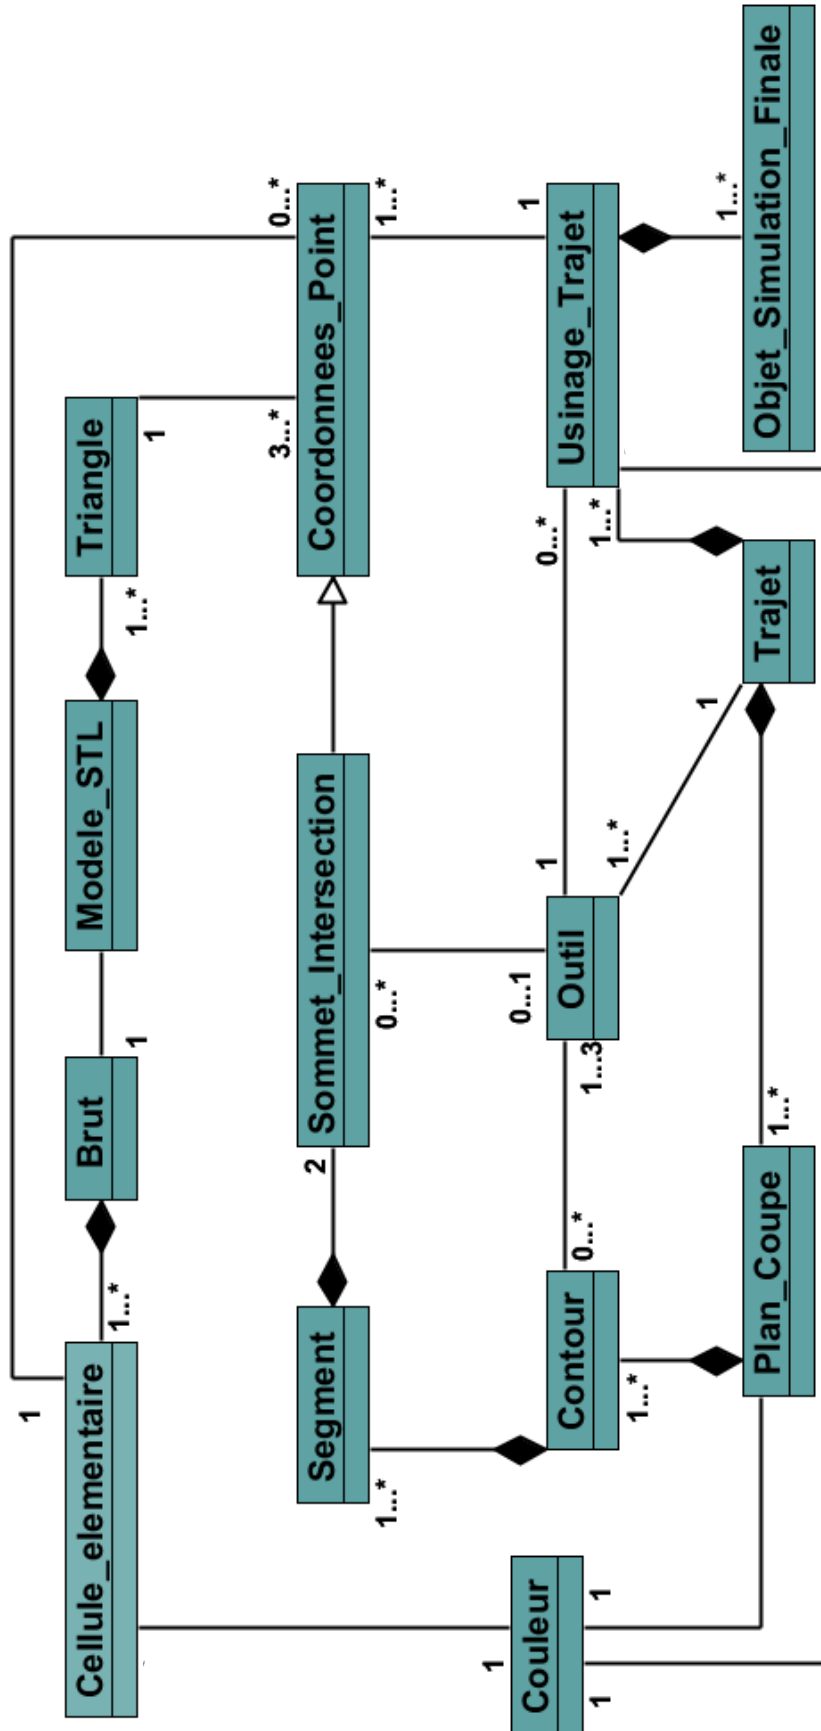 Cellule_elementaire
1
1...*
Brut
1
Modele_STL
1...*
Triangle
1
3...*
0...*
Coordonnees_Point
1...*
Segment
1...*
2
Sommet_Intersection
0...*
Couleur
1
1
1
Contour
0...*
1...*
Outil
0...1
1...3
1
1...*
Usinage_Trajet
0...*
1...*
1
Plan_Coupe
1...*
Trajet
1
Objet_Simulation_Finale
1...*